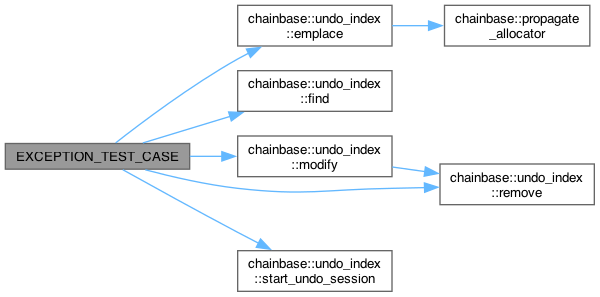 chainbase::undo_index
::emplace
chainbase::propagate
_allocator
chainbase::undo_index
::find
EXCEPTION_TEST_CASE
chainbase::undo_index
::modify
chainbase::undo_index
::remove
chainbase::undo_index
::start_undo_session